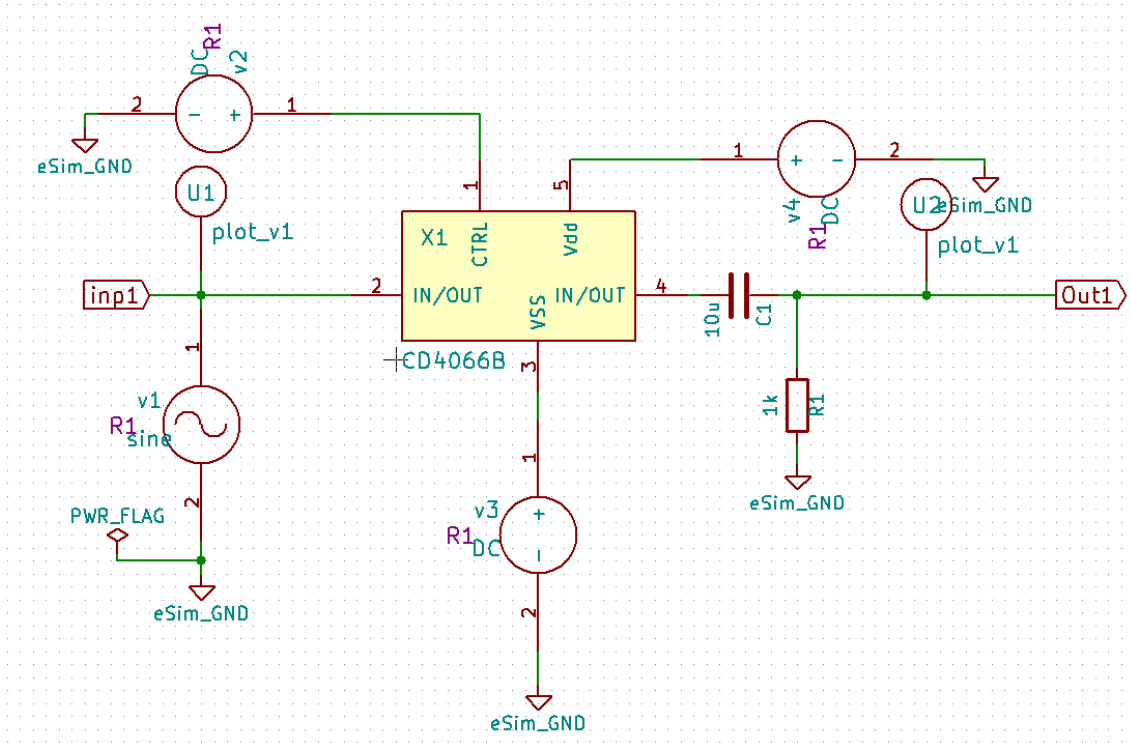 R1
DC
v2
2
- +
1
eSim_GND
U1
plot_v1
1
5
1
+ -
2
v4
DC
R1
eSim_GND
U2
plot_v1
X1
CTRL
Vdd
inp1
2
IN/OUT
VSS
IN/OUT
4
10u
C1
Out1
CD4066B
3
1
v1
R1
sine
2
1k
R1
eSim_GND
PWR_FLAG
eSim_GND
1
v3
+
R1
DC
-
2
eSim_GND